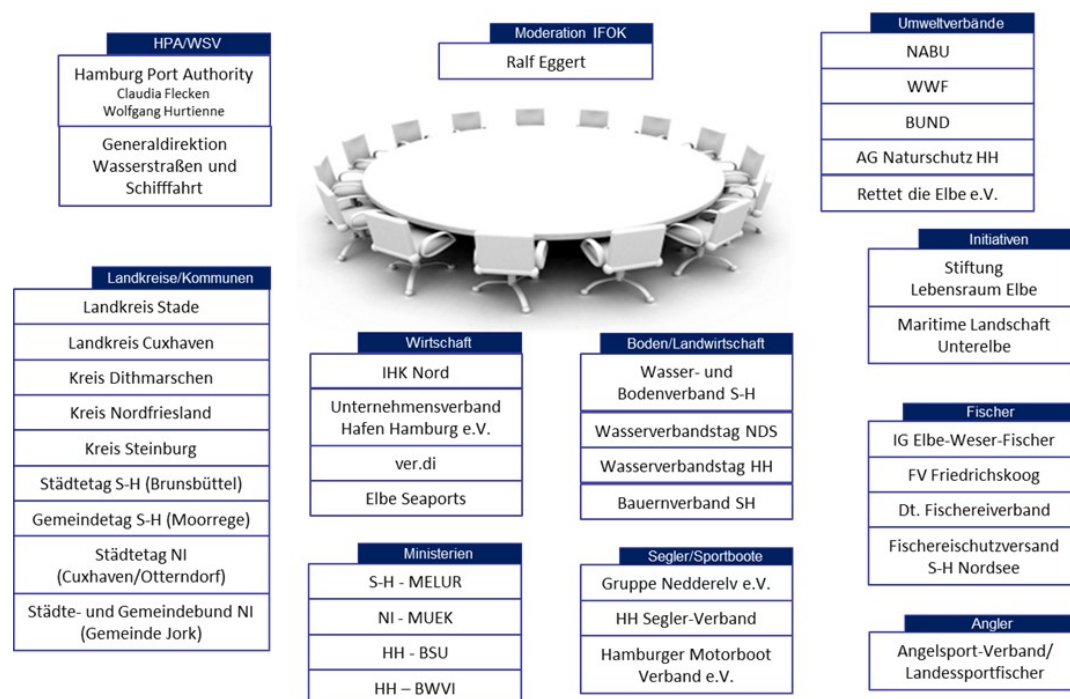 HPA/WSV
Hamburg Port Authority
Claudia Flecken
Wolfgang Hurtienne
Generaldirektion
Wasserstraßen und
Schifffahrt
Moderation IFOK
Ralf Eggert
Umweltverbände
NABU
WWF
BUND
AG Naturschutz HH
Rettet die Elbe e.V.
Initiativen
Stiftung
Lebensraum Elbe
Maritime Landschaft
Unterelbe
Landkreise/Kommunen
Landkreis Stade
Landkreis Cuxhaven
Kreis Dithmarschen
Kreis Nordfriesland
Kreis Steinburg
Städtetag S-H (Brunsbüttel)
Gemeindetag S-H (Moorrege)
Städtetag NI
(Cuxhaven/Otterndorf)
Städte- und Gemeindebund NI
(Gemeinde Jork)
Wirtschaft
IHK Nord
Unternehmensverband
Hafen Hamburg e.V.
ver.di
Elbe Seaports
Boden/Landwirtschaft
Wasser- und
Bodenverband S-H
Wasserverbandstag NDS
Wasserverbandstag HH
Bauernverband SH
Fischer
IG Elbe-Weser-Fischer
FV Friedrichskoog
Dt. Fischereiverband
Fischereischutzversand
S-H Nordsee
Ministerien
S-H - MELUR
NI - MUEK
HH - BSU
HH – BWVI
Segler/Sportboote
Gruppe Nedderelv e.V.
HH Segler-Verband
Hamburger Motorboot
Verband e.V.
Angler
Angelsport-Verband/
Landessportfischer